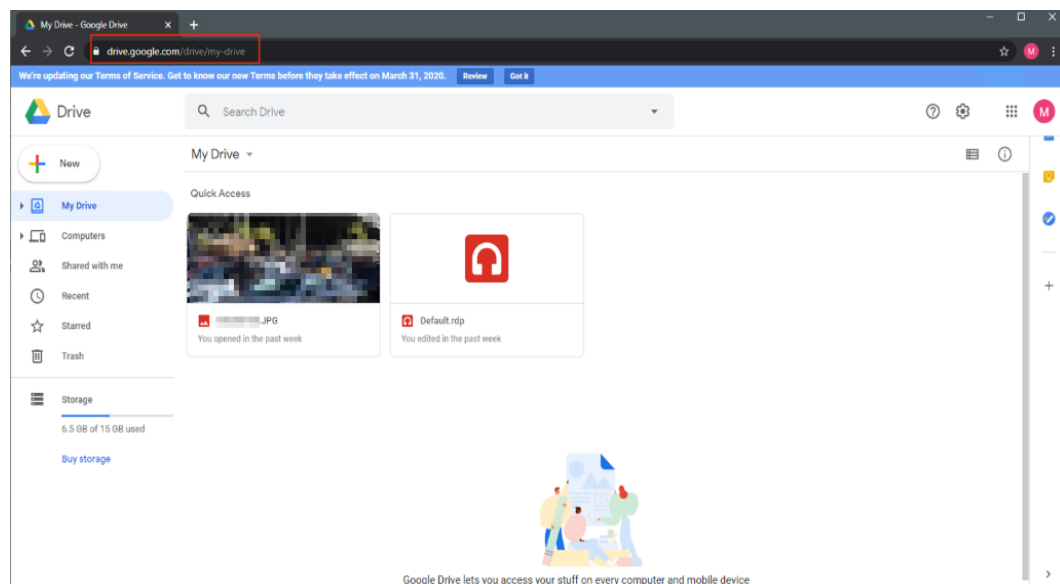 My Drive - Google Drive
drive.google.com/drive/my-drive
M
We're updating our Terms of Service. Get to know our new Terms before they take effect on March 31, 2020. Review Got it
Drive
Search Drive
M
New
My Drive
Quick Access
My Drive
Computers
Shared with me
Recent
Starred
Trash
.JPG
You opened in the past week
Default.rdp
You edited in the past week
Storage
6.5 GB of 15 GB used
Buy storage
Google Drive lets you access your stuff on every computer and mobile device